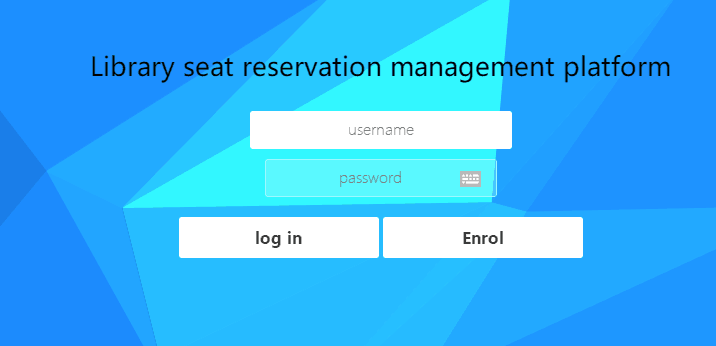 Library seat reservation management platform
username
password
log in Enrol